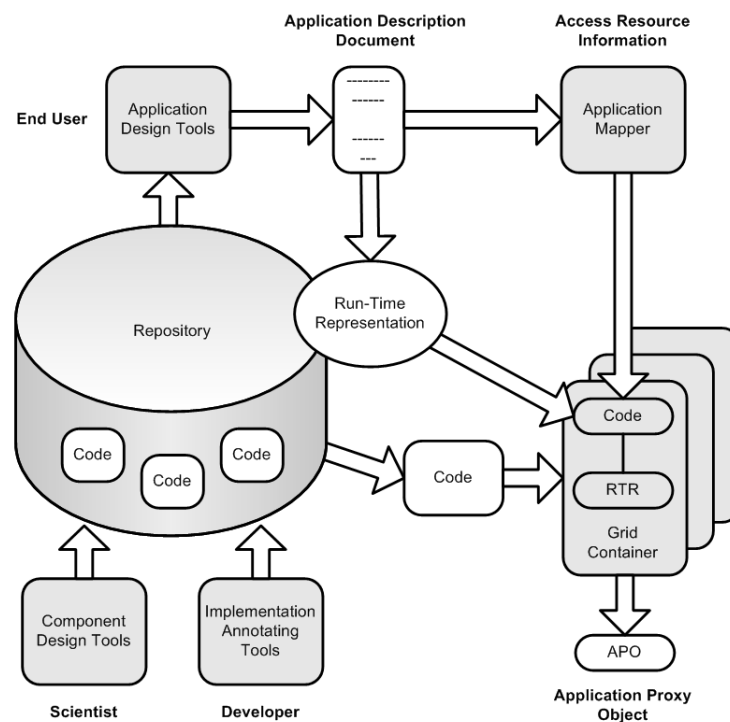 Application Description
Document
Access Resource
Information
End User
Application
Design Tools
--------
------
------
---
Application
Mapper
Repository
Run-Time
Representation
Code
Code
Code
Code
Code
RTR
Grid
Container
Component
Design Tools
Implementation
Annotating
Tools
APO
Scientist
Developer
Application Proxy
Object